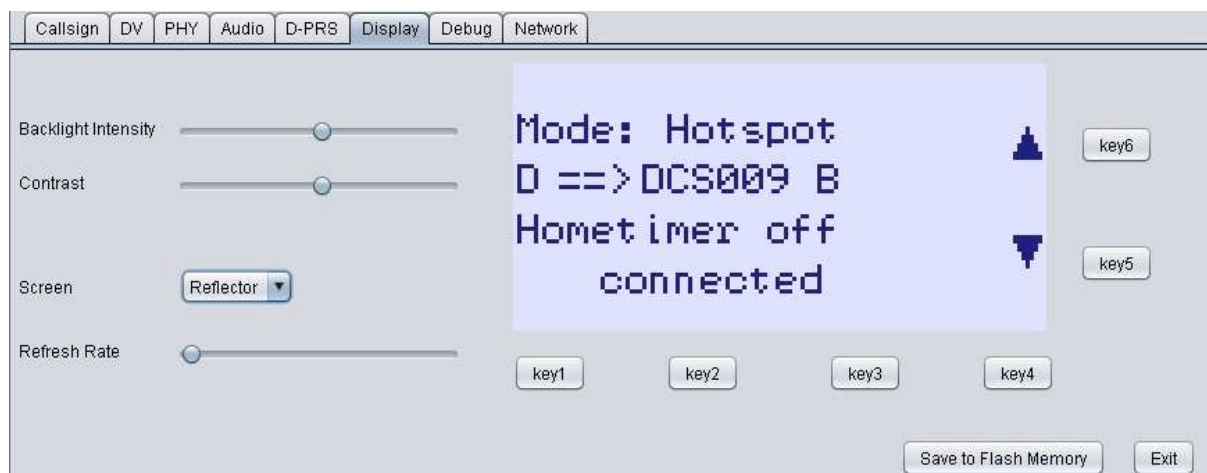 Callsign DV PHY Audio D-PRS Display Debug Network
Backlight Intensity
Contrast
Screen Reflector
Refresh Rate
Mode: Hotspot
D ==>DCS009 B
Hometimer off
connected
key6
key5
key1 key2 key3 key4
Save to Flash Memory Exit